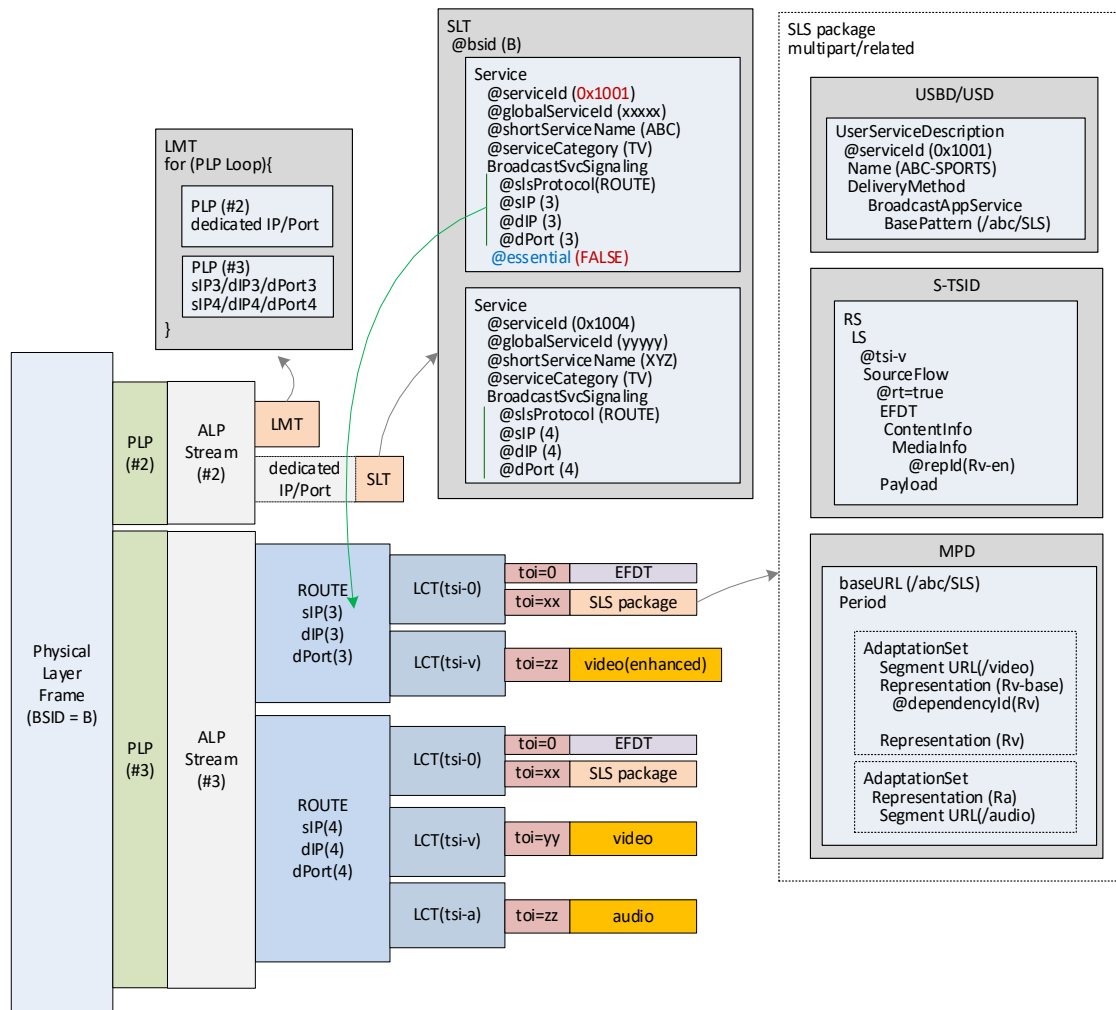 SLT
@bsid (B)
Service
@serviceId (0x1001)
@globalServiceId (xxxxx)
@shortServiceName (ABC)
@serviceCategory (TV)
BroadcastSvcSignaling
@slsProtocol(ROUTE)
@sIP (3)
@dIP (3)
@dPort (3)
@essential (FALSE)
Service
@serviceId (0x1004)
@globalServiceId (yyyyy)
@shortServiceName (XYZ)
@serviceCategory (TV)
BroadcastSvcSignaling
@slsProtocol (ROUTE)
@sIP (4)
@dIP (4)
@dPort (4)
LMT
for (PLP Loop){
PLP (#2)
dedicated IP/Port
PLP (#3)
sIP3/dIP3/dPort3
sIP4/dIP4/dPort4
}
SLS package
multipart/related
USBD/USD
UserServiceDescription
@serviceId (0x1001)
Name (ABC-SPORTS)
DeliveryMethod
BroadcastAppService
BasePattern (/abc/SLS)
S-TSID
RS
LS
@tsi-v
SourceFlow
@rt=true
EFDT
ContentInfo
MediaInfo
@repId(Rv-en)
Payload
MPD
baseURL (/abc/SLS)
Period
AdaptationSet
Segment URL(/video)
Representation (Rv-base)
@dependencyId(Rv)
Representation (Rv)
AdaptationSet
Representation (Ra)
Segment URL(/audio)
Physical
Layer
Frame
(BSID = B)
PLP
(#2)
ALP
Stream
(#2)
LMT
dedicated
IP/Port
SLT
PLP
(#3)
ALP
Stream
(#3)
ROUTE
sIP(3)
dIP(3)
dPort(3)
LCT(tsi-0)
toi=0
EFDT
toi=xx
SLS package
LCT(tsi-v)
toi=zz
video(enhanced)
ROUTE
sIP(4)
dIP(4)
dPort(4)
LCT(tsi-0)
toi=0
EFDT
toi=xx
SLS package
LCT(tsi-v)
toi=yy
video
LCT(tsi-a)
toi=zz
audio